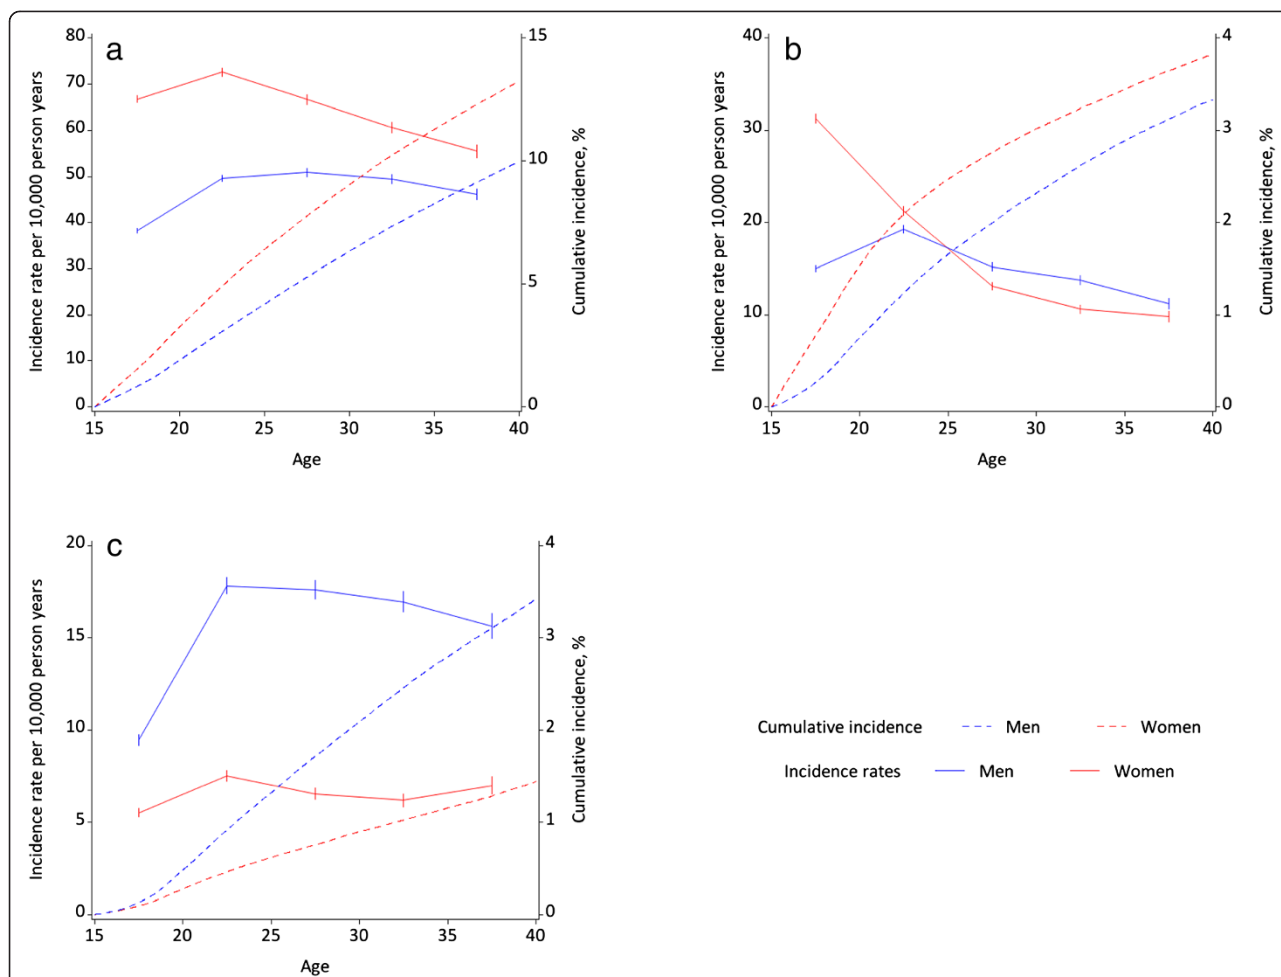 a
80
70
60
50
40
30
20
10
0
Incidence rate per 10,000 person years
15
10
5
0
Cumulative incidence, %
15 20 25 30 35 40
Age
b
40
30
20
10
0
Incidence rate per 10,000 person years
4
3
2
1
0
Cumulative incidence, %
15 20 25 30 35 40
Age
c
20
15
10
5
0
Incidence rate per 10,000 person years
4
3
2
1
0
Cumulative incidence, %
15 20 25 30 35 40
Age
Cumulative incidence Men Women
Incidence rates Men Women